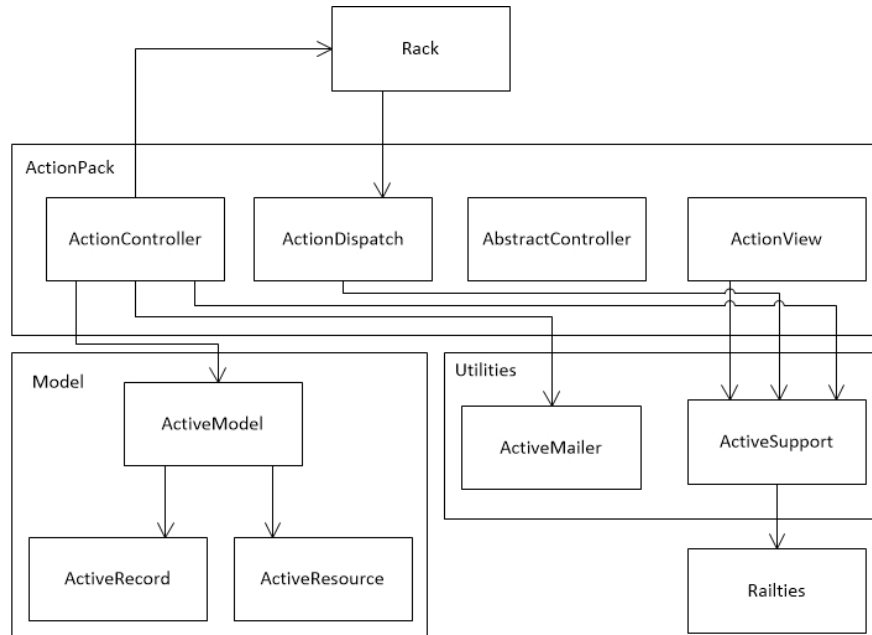 Rack
ActionPack
ActionController
ActionDispatch
AbstractController
ActionView
Model
Utilities
ActiveModel
ActiveMailer
ActiveSupport
ActiveRecord
ActiveResource
Railties